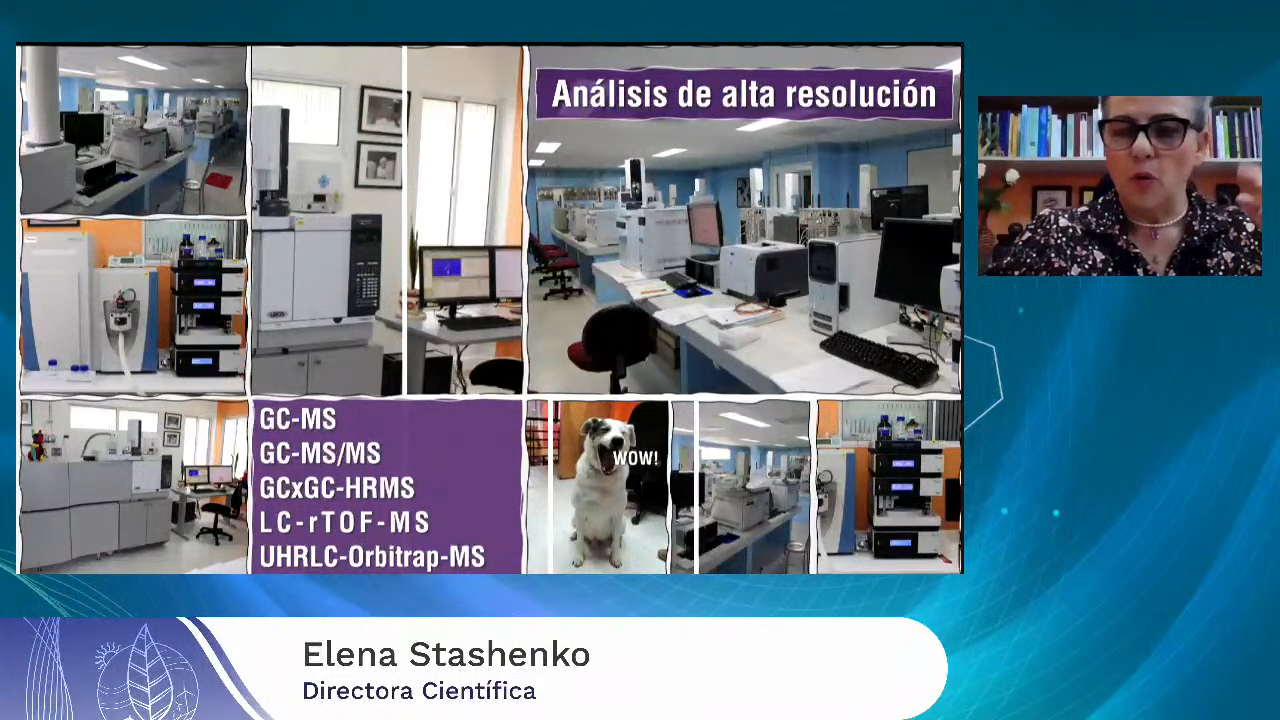 Análisis de alta resolución
GC-MS
GC-MS/MS
GCxGC-HRMS
LC-rTOF-MS
UHRLC-Orbitrap-MS
WOW!
Elena Stashenko
Directora Científica